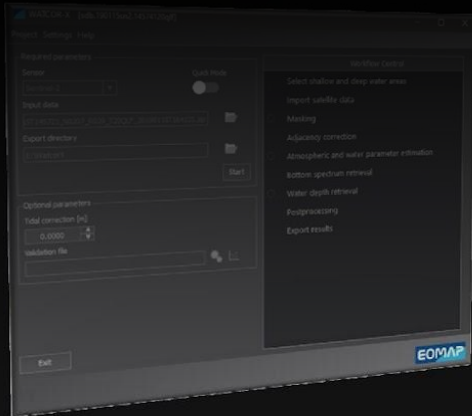 Project Settings Help
Required parameters
Sensor
Quick Mode
Input data
Export directory
Start
Optional parameters
Tidal correction [m]
0.0000
Validation file
Exit
Workflow Control
Select shallow and deep water areas
Import satellite data
Masking
Adjacency correction
Atmospheric and water parameter estimation
Bottom spectrum retrieval
Water depth retrieval
Postprocessing
Export results
EOMAP